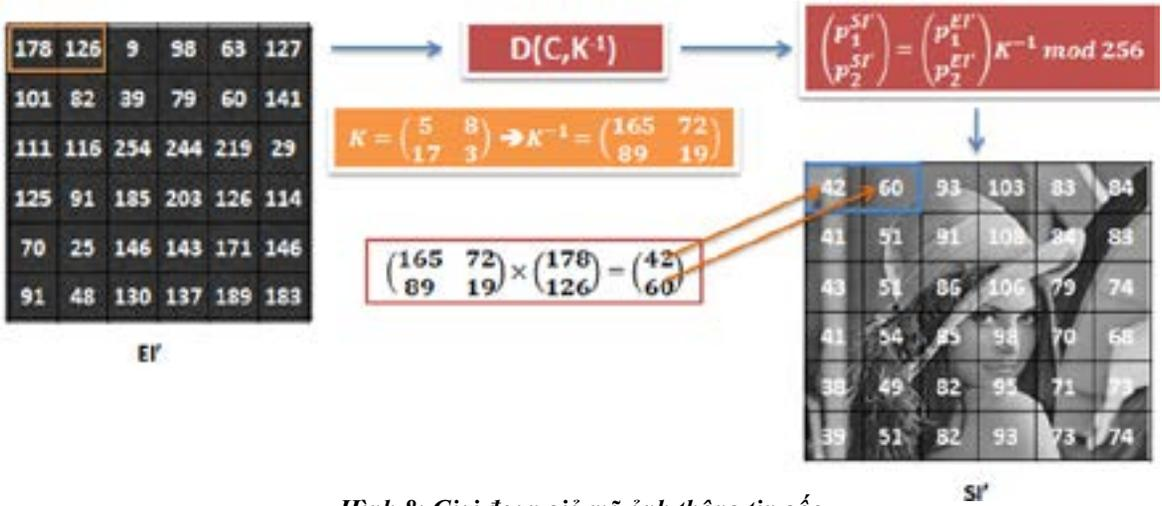 178 126 9 98 63 127
101 82 39 79 60 141
111 116 254 244 219 29
125 91 185 203 126 114
70 25 146 143 171 146
91 48 130 137 189 183
EI'
D(C,K⁻¹)
(p₁^SI' p₂^SI') = (p₁^EI' p₂^EI') K⁻¹ mod 256
K = (5 8 17 3) ➔ K⁻¹ = (165 72 89 19)
(165 72 89 19) × (178 126) = (42 60)
42 60 93 103 83 84
41 51 91 108 84 83
43 51 86 106 79 74
41 54 85 98 70 68
38 49 82 95 71 73
39 51 82 93 73 74
SI'